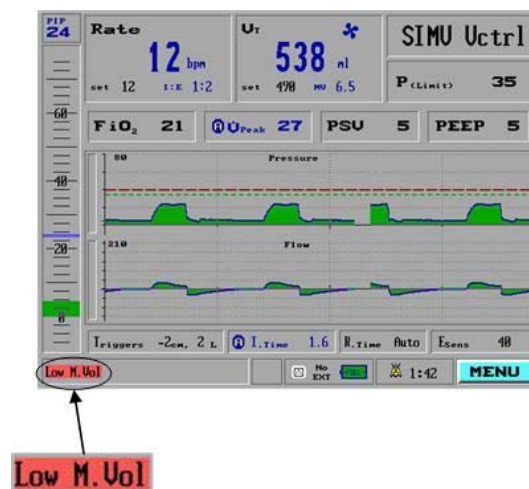 PIP
24
Rate
12 bpm
set 12 I:E 1:2
VT
538 ml
set 490 MV 6.5
SIMV Vctrl
P(Limit) 35
FiO2 21
A V̇Peak 27
PSV 5
PEEP 5
60
40
20
0
80 Pressure
210 Flow
Triggers -2cm, 2 L
A I.Time 1.6
R.Time Auto
Esens 40
Low M.Vol
No
EXT
FULL
1:42
MENU
Low M.Vol